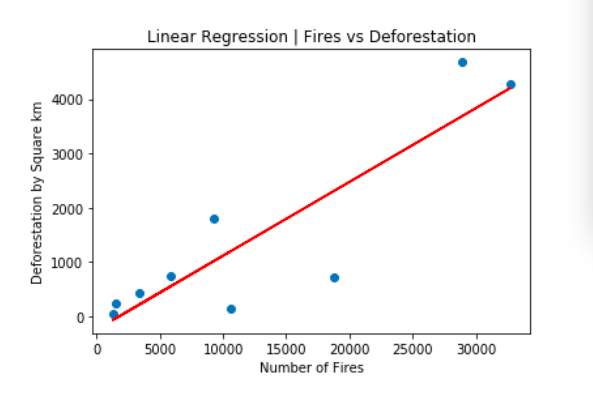 Linear Regression | Fires vs Deforestation
Deforestation by Square km
4000
3000
2000
1000
0
0 5000 10000 15000 20000 25000 30000
Number of Fires